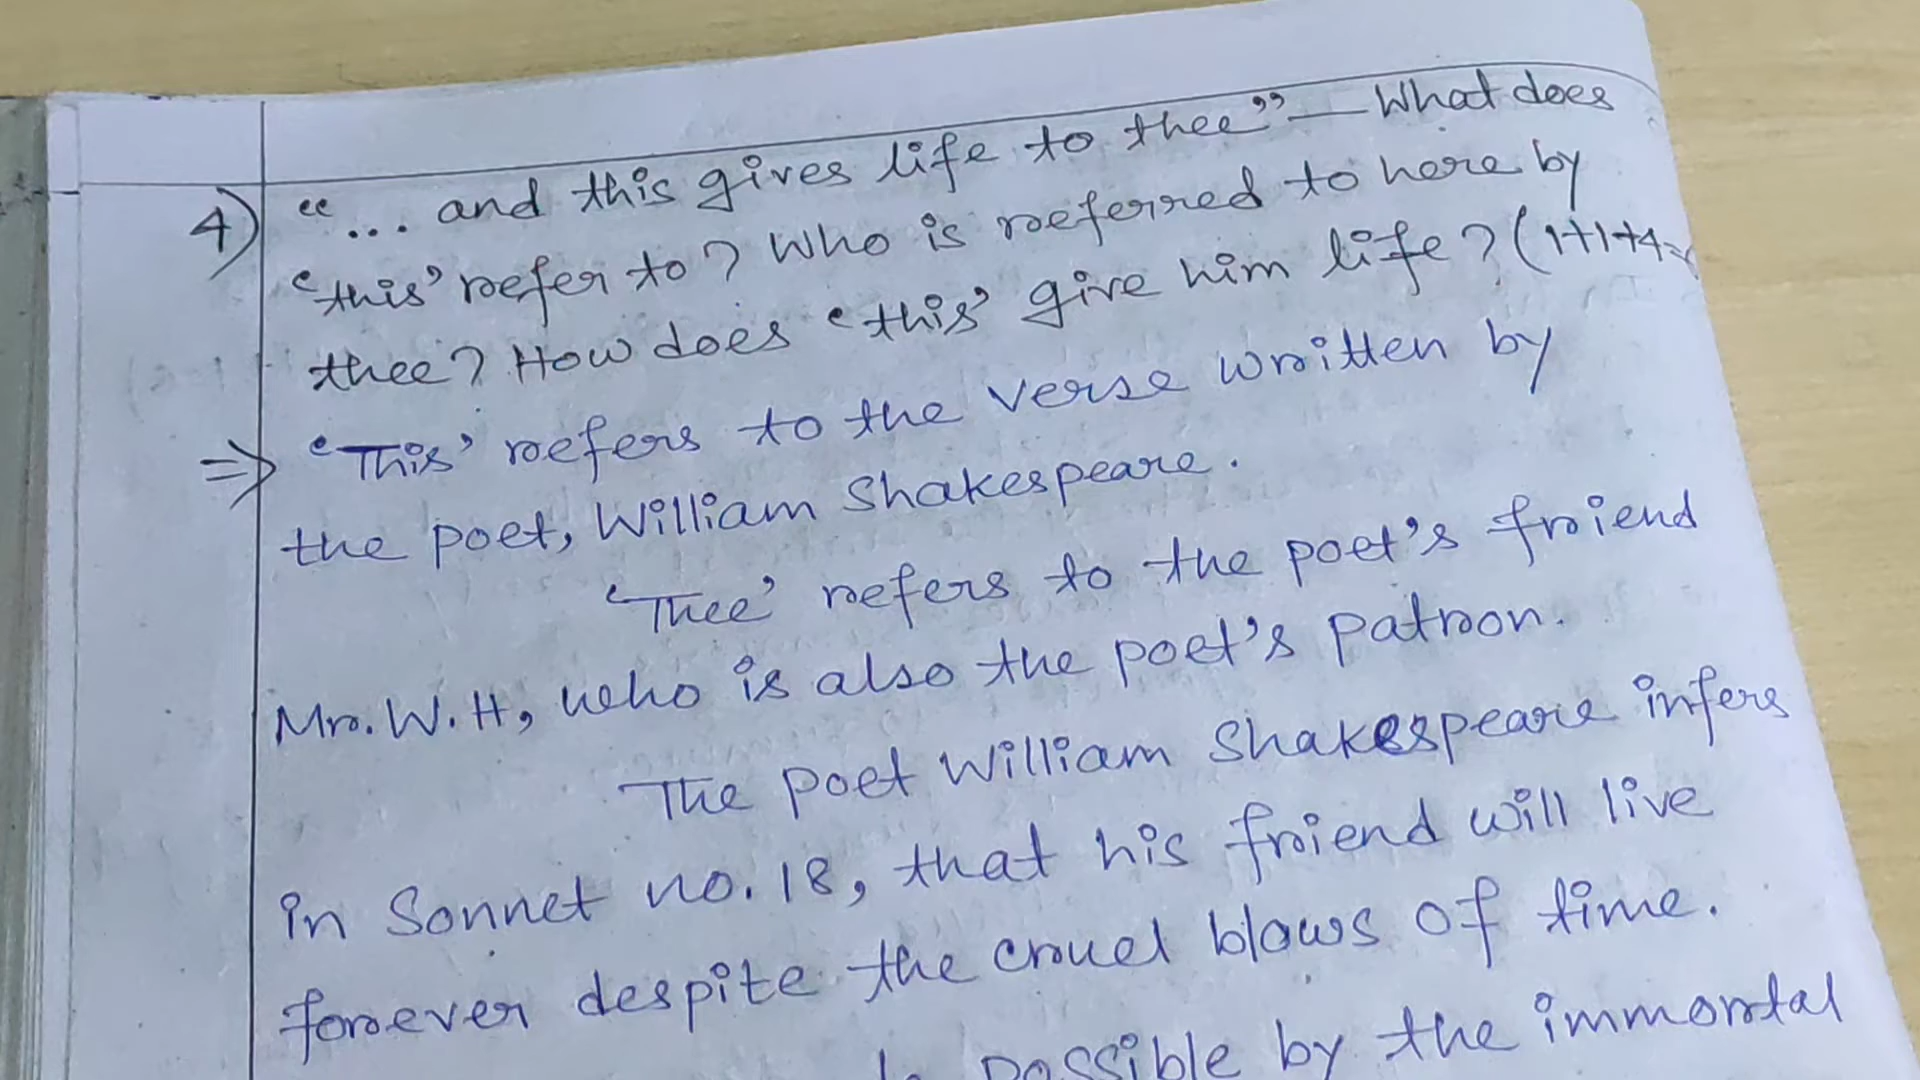 4) "... and this gives life to thee" — What does
'this' refer to? Who is referred to here by
thee? How does 'this' give him life? (1+1+4=
⇒ 'This' refers to the verse written by
the poet, William Shakespeare.
'Thee' refers to the poet's friend
Mr. W. H, who is also the poet's patron.
The poet William Shakespeare infers
in Sonnet no. 18, that his friend will live
forever despite the cruel blows of time.
possible by the immortal